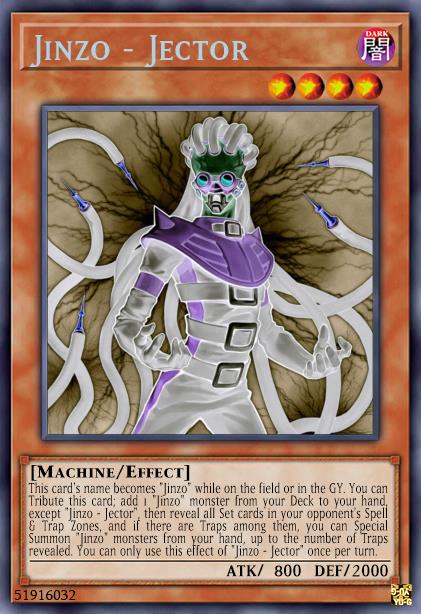 Jinzo - Jector
DARK
闇
[Machine/Effect]
This card's name becomes "Jinzo" while on the field or in the GY. You can
Tribute this card; add 1 "Jinzo" monster from your Deck to your hand,
except "Jinzo - Jector", then reveal all Set cards in your opponent's Spell
& Trap Zones, and if there are Traps among them, you can Special
Summon "Jinzo" monsters from your hand, up to the number of Traps
revealed. You can only use this effect of "Jinzo - Jector" once per turn.
ATK/ 800 DEF/2000
51916032